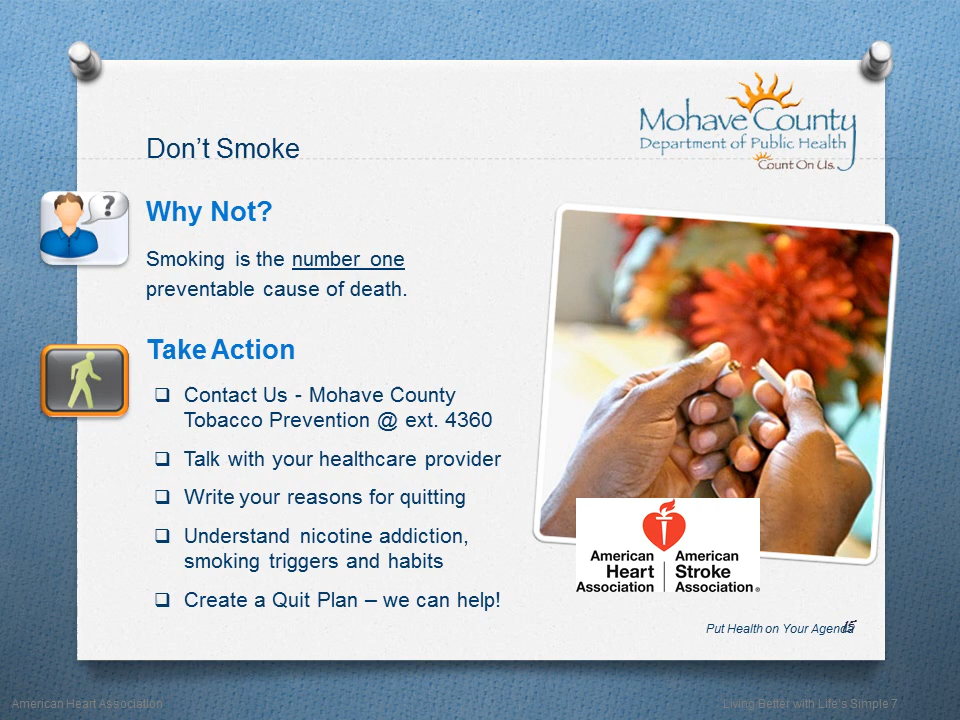 Mohave County
Department of Public Health
Count On Us.
Don't Smoke
?
Why Not?
Smoking is the number one
preventable cause of death.
Take Action
❑ Contact Us - Mohave County
Tobacco Prevention @ ext. 4360
❑ Talk with your healthcare provider
❑ Write your reasons for quitting
❑ Understand nicotine addiction,
smoking triggers and habits
❑ Create a Quit Plan – we can help!
American
Heart
Association
American
Stroke
Association®
Put Health on Your Agenda
15
American Heart Association
Living Better with Life's Simple 7